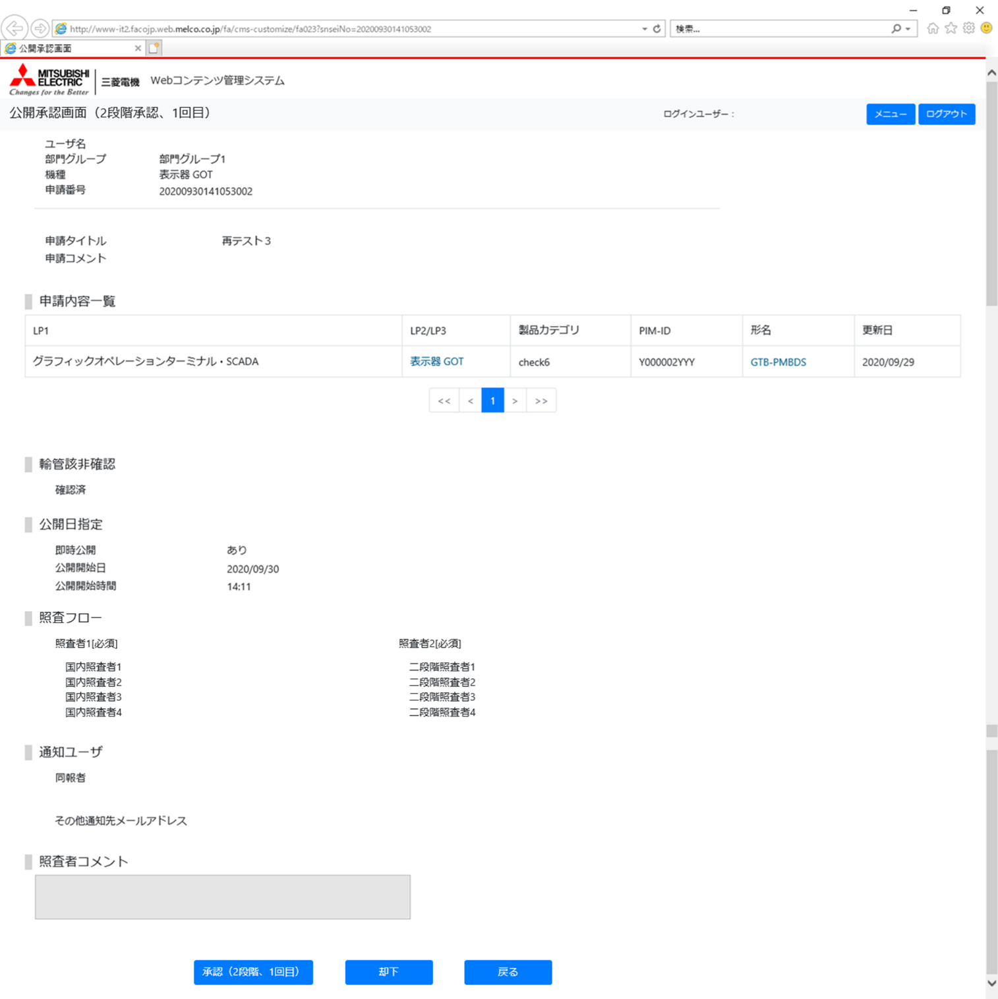 http://www-it2.facojp.web.melco.co.jp/fa/cms-customize/fa023?snseiNo=20200930141053002
検索...
公開承認画面
MITSUBISHI
ELECTRIC
Changes for the Better
三菱電機 Webコンテンツ管理システム
公開承認画面（2段階承認、1回目） ログインユーザー： メニュー ログアウト
ユーザ名
部門グループ 部門グループ1
機種 表示器 GOT
申請番号 20200930141053002
申請タイトル 再テスト3
申請コメント
申請内容一覧
LP1 LP2/LP3 製品カテゴリ PIM-ID 形名 更新日
グラフィックオペレーションターミナル・SCADA 表示器 GOT check6 Y000002YYY GTB-PMBDS 2020/09/29
<< < 1 > >>
輸管該非確認
確認済
公開日指定
即時公開 あり
公開開始日 2020/09/30
公開開始時間 14:11
照査フロー
照査者1[必須] 照査者2[必須]
国内照査者1 二段階照査者1
国内照査者2 二段階照査者2
国内照査者3 二段階照査者3
国内照査者4 二段階照査者4
通知ユーザ
同報者
その他通知先メールアドレス
照査者コメント
承認（2段階、1回目） 却下 戻る